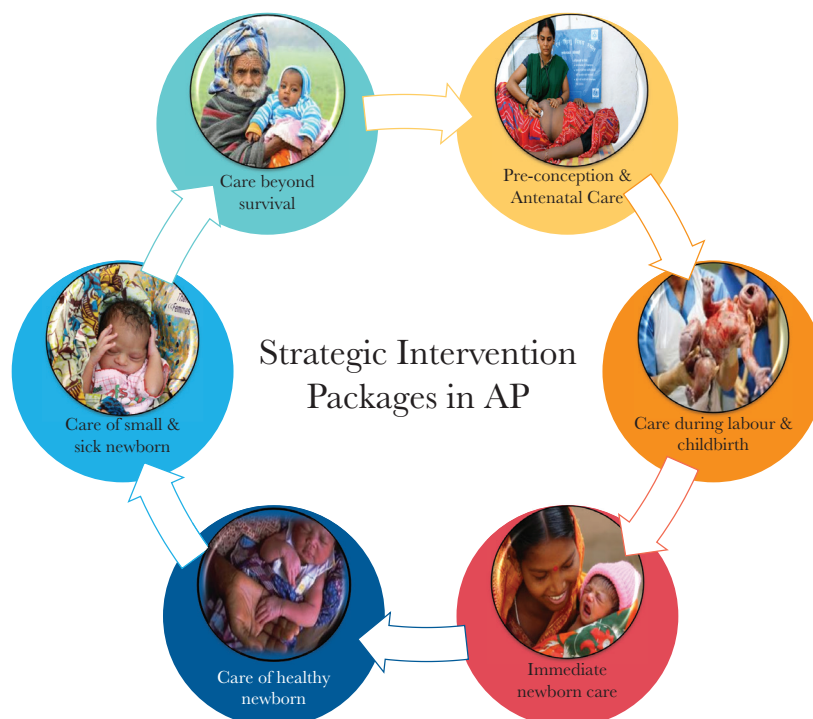 Care beyond
survival
Pre-conception &
Antenatal Care
Care during labour &
childbirth
Immediate
newborn care
Care of healthy
newborn
Care of small &
sick newborn
Strategic Intervention
Packages in AP